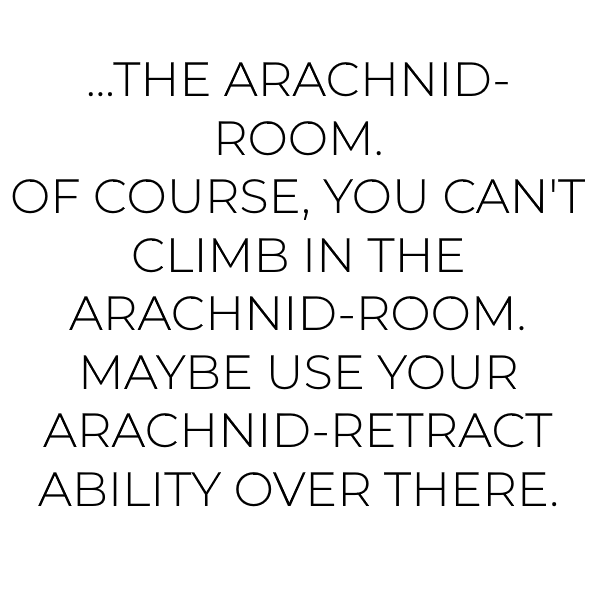 ...THE ARACHNID-
ROOM.
OF COURSE, YOU CAN'T
CLIMB IN THE
ARACHNID-ROOM.
MAYBE USE YOUR
ARACHNID-RETRACT
ABILITY OVER THERE.